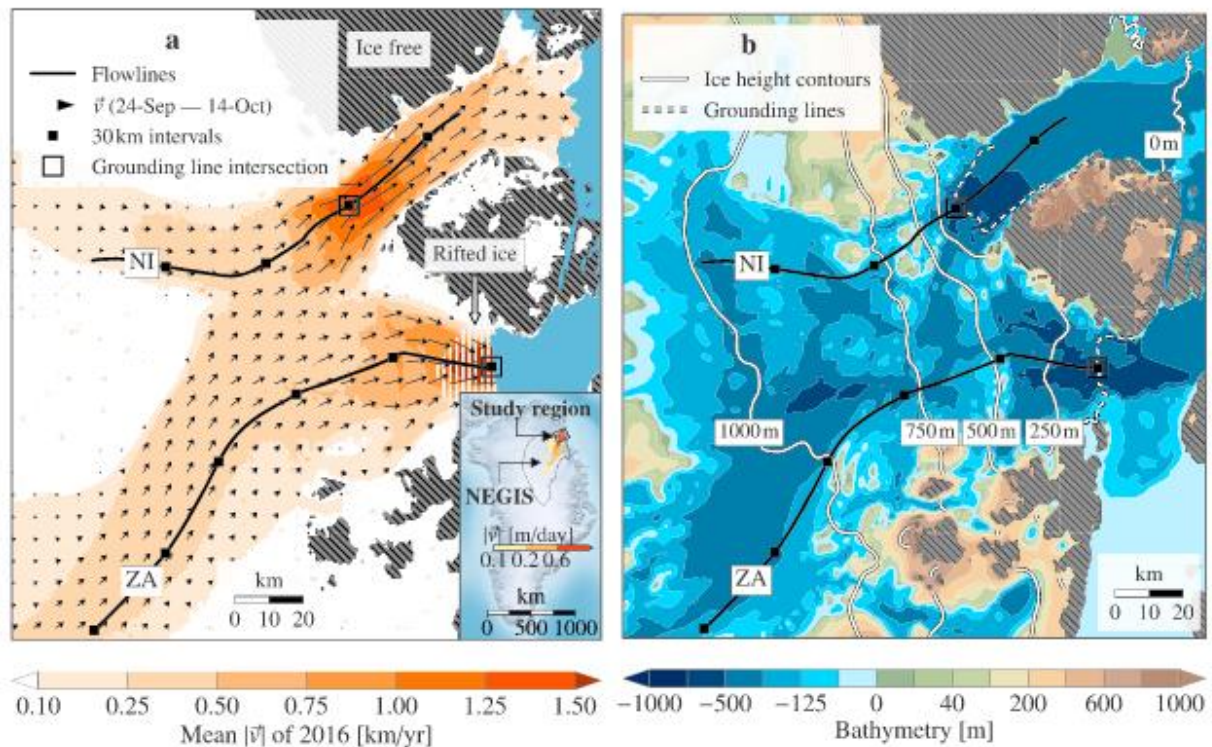 a
Ice free
Flowlines
v⃗ (24-Sep — 14-Oct)
30 km intervals
Grounding line intersection
NI
Rifted ice
ZA
km
0 10 20
Study region
NEGIS
|v⃗| [m/day]
0.1 0.2 0.6
km
0 500 1000
0.10 0.25 0.50 0.75 1.00 1.25 1.50
Mean |v⃗| of 2016 [km/yr]
b
Ice height contours
Grounding lines
0 m
NI
1000 m
750 m
500 m
250 m
ZA
km
0 10 20
−1000 −500 −125 0 40 200 600 1000
Bathymetry [m]